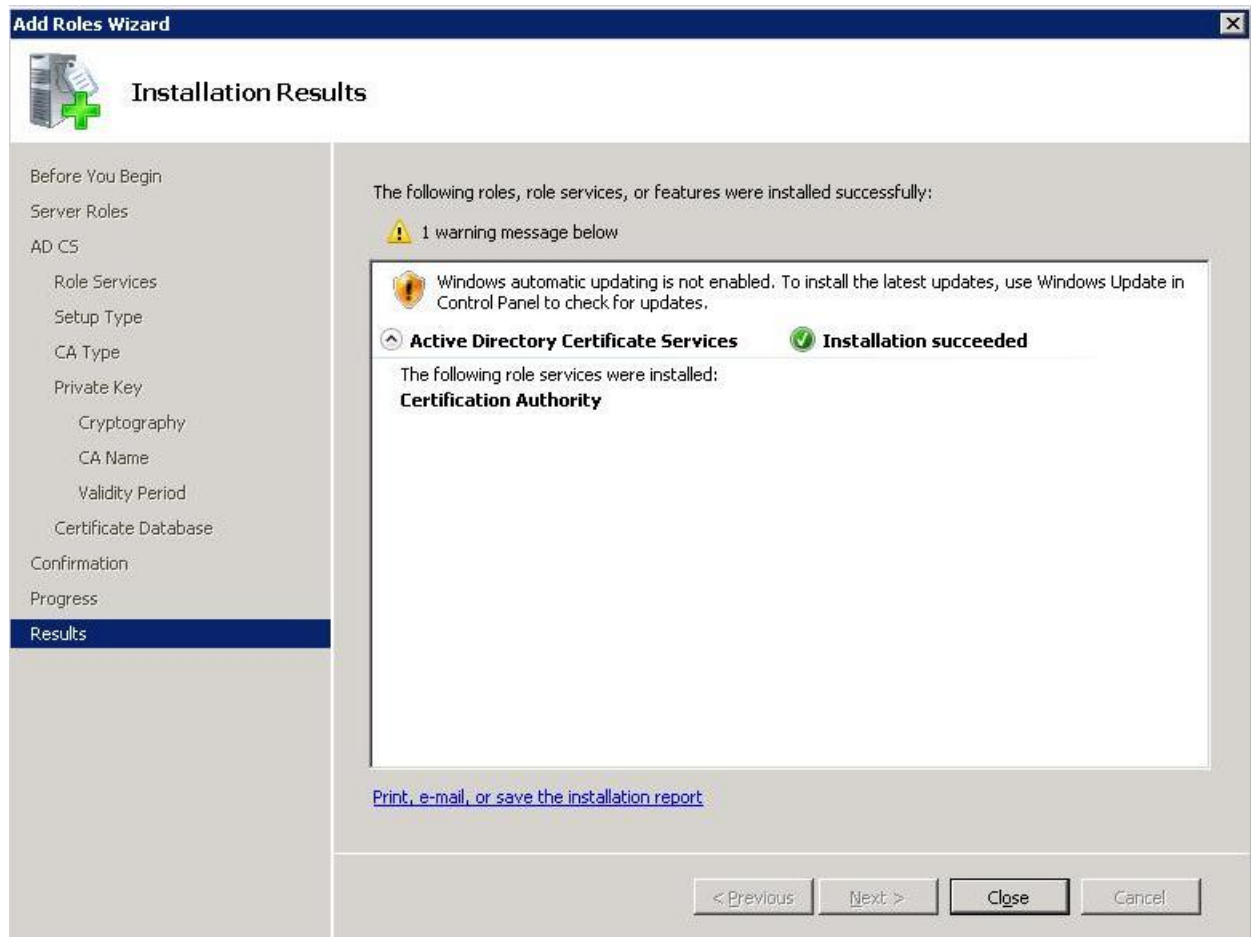 Add Roles Wizard
Installation Results
Before You Begin
Server Roles
AD CS
Role Services
Setup Type
CA Type
Private Key
Cryptography
CA Name
Validity Period
Certificate Database
Confirmation
Progress
Results
The following roles, role services, or features were installed successfully:
1 warning message below
Windows automatic updating is not enabled. To install the latest updates, use Windows Update in
Control Panel to check for updates.
Active Directory Certificate Services Installation succeeded
The following role services were installed:
Certification Authority
Print, e-mail, or save the installation report
< Previous Next > Close Cancel